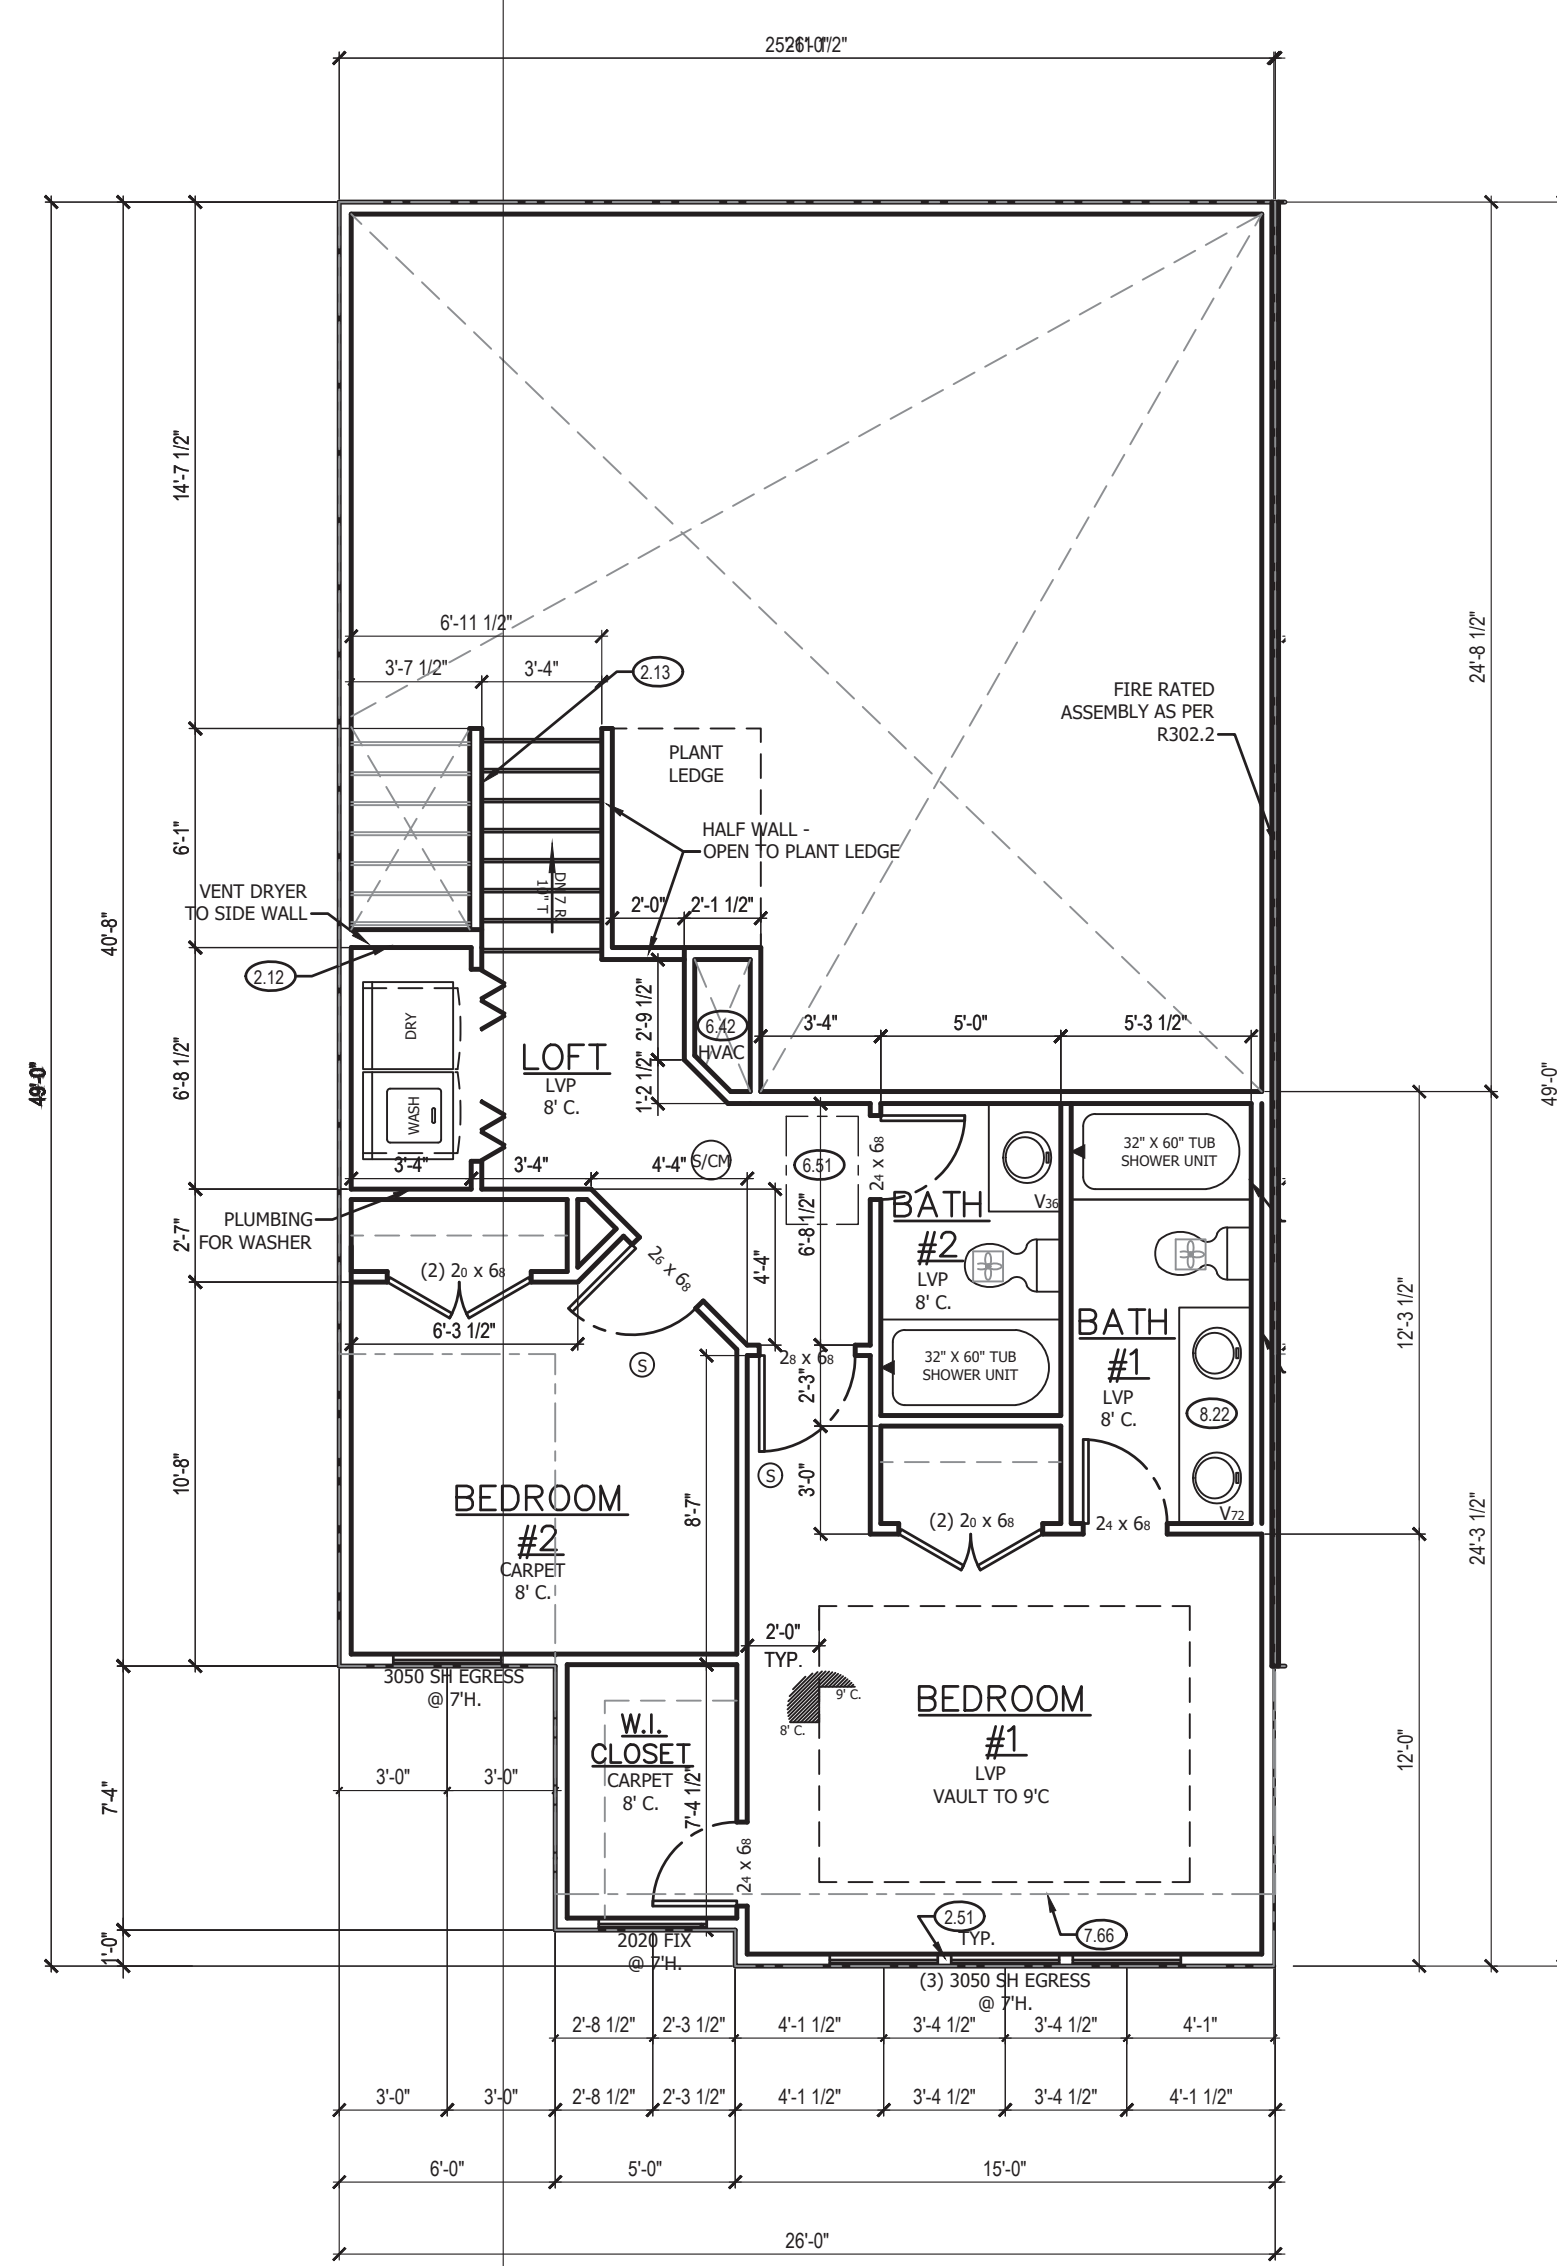 14'-7 1/2"
6'-11 1/2"
3'-7 1/2"
3'-4"
2.13
24'-8 1/2"
FIRE RATED
ASSEMBLY AS PER
R302.2
PLANT
LEDGE
6'-1"
HALF WALL -
OPEN TO PLANT LEDGE
VENT DRYER
TO SIDE WALL
DN 7 R.
10" T
2'-0"
2'-1 1/2"
40'-8"
2.12
DRY
WASH
LOFT
LVP
8' C.
2'-9 1/2"
1'-2 1/2"
6.42
HVAC
3'-4"
5'-0"
5'-3 1/2"
49'-0"
6'-8 1/2"
49'-0"
3'-4"
3'-4"
4'-4"
S/CM
6.51
24 x 68
32" X 60" TUB
SHOWER UNIT
V36
BATH
#2
LVP
8' C.
PLUMBING
FOR WASHER
2'-7"
(2) 20 x 68
26 x 68
4'-4"
6'-8 1/2"
6'-3 1/2"
S
28 x 68
2'-3"
32" X 60" TUB
SHOWER UNIT
BATH
#1
LVP
8' C.
8.22
12'-3 1/2"
10'-8"
BEDROOM
#2
CARPET
8' C.
8'-7"
S
3'-0"
(2) 20 x 68
24 x 68
V72
24'-3 1/2"
2'-0"
TYP.
3050 SH EGRESS
@ 7'H.
9' C.
8' C.
BEDROOM
#1
LVP
VAULT TO 9'C
12'-0"
W.I.
CLOSET
CARPET
8' C.
7'-4 1/2"
3'-0"
3'-0"
7'-4"
24 x 68
2.51
TYP.
7.66
1'-0"
2020 FIX
@ 7'H.
(3) 3050 SH EGRESS
@ 7'H.
2'-8 1/2"
2'-3 1/2"
4'-1 1/2"
3'-4 1/2"
3'-4 1/2"
4'-1"
3'-0"
3'-0"
2'-8 1/2"
2'-3 1/2"
4'-1 1/2"
3'-4 1/2"
3'-4 1/2"
4'-1 1/2"
6'-0"
5'-0"
15'-0"
26'-0"